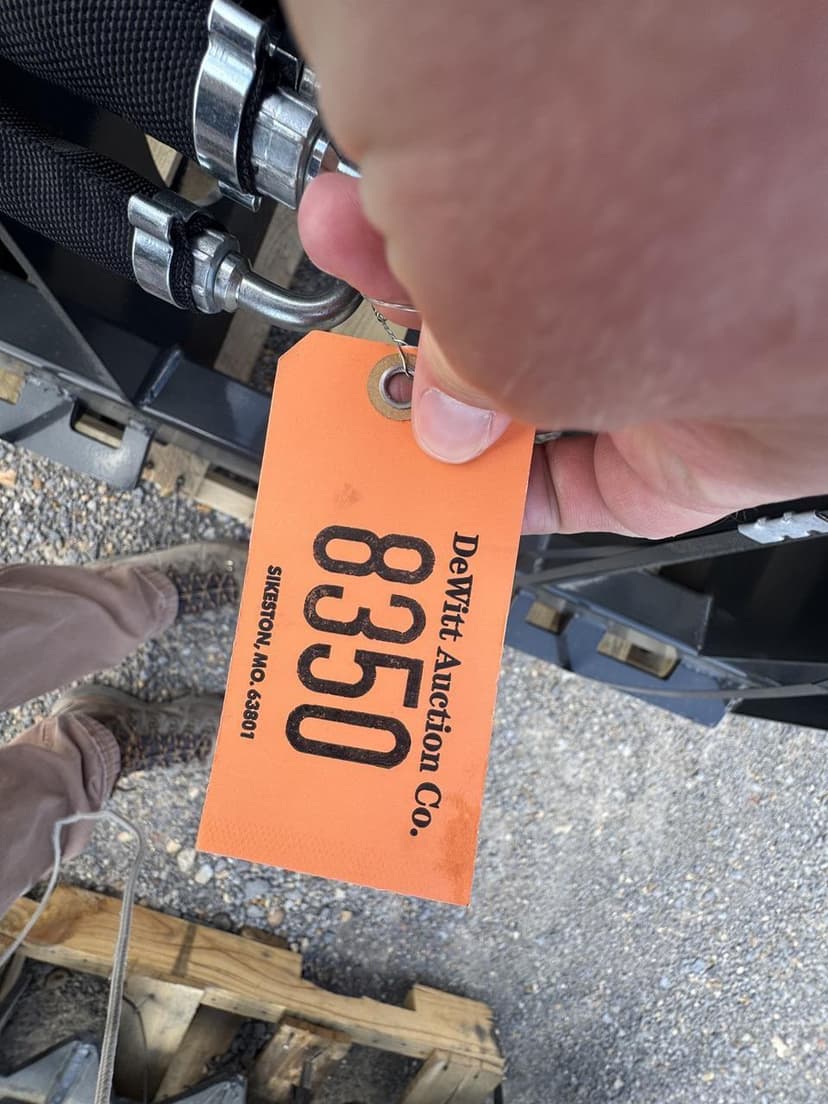 DeWitt Auction Co.
8350
SIKESTON, MO. 63801